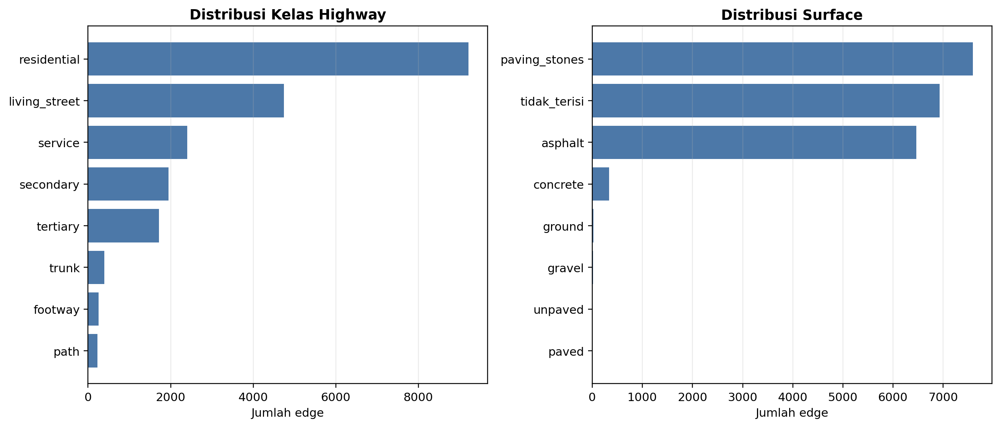 Distribusi Kelas Highway
residential
living_street
service
secondary
tertiary
trunk
footway
path
0 2000 4000 6000 8000
Jumlah edge
Distribusi Surface
paving_stones
tidak_terisi
asphalt
concrete
ground
gravel
unpaved
paved
0 1000 2000 3000 4000 5000 6000 7000
Jumlah edge